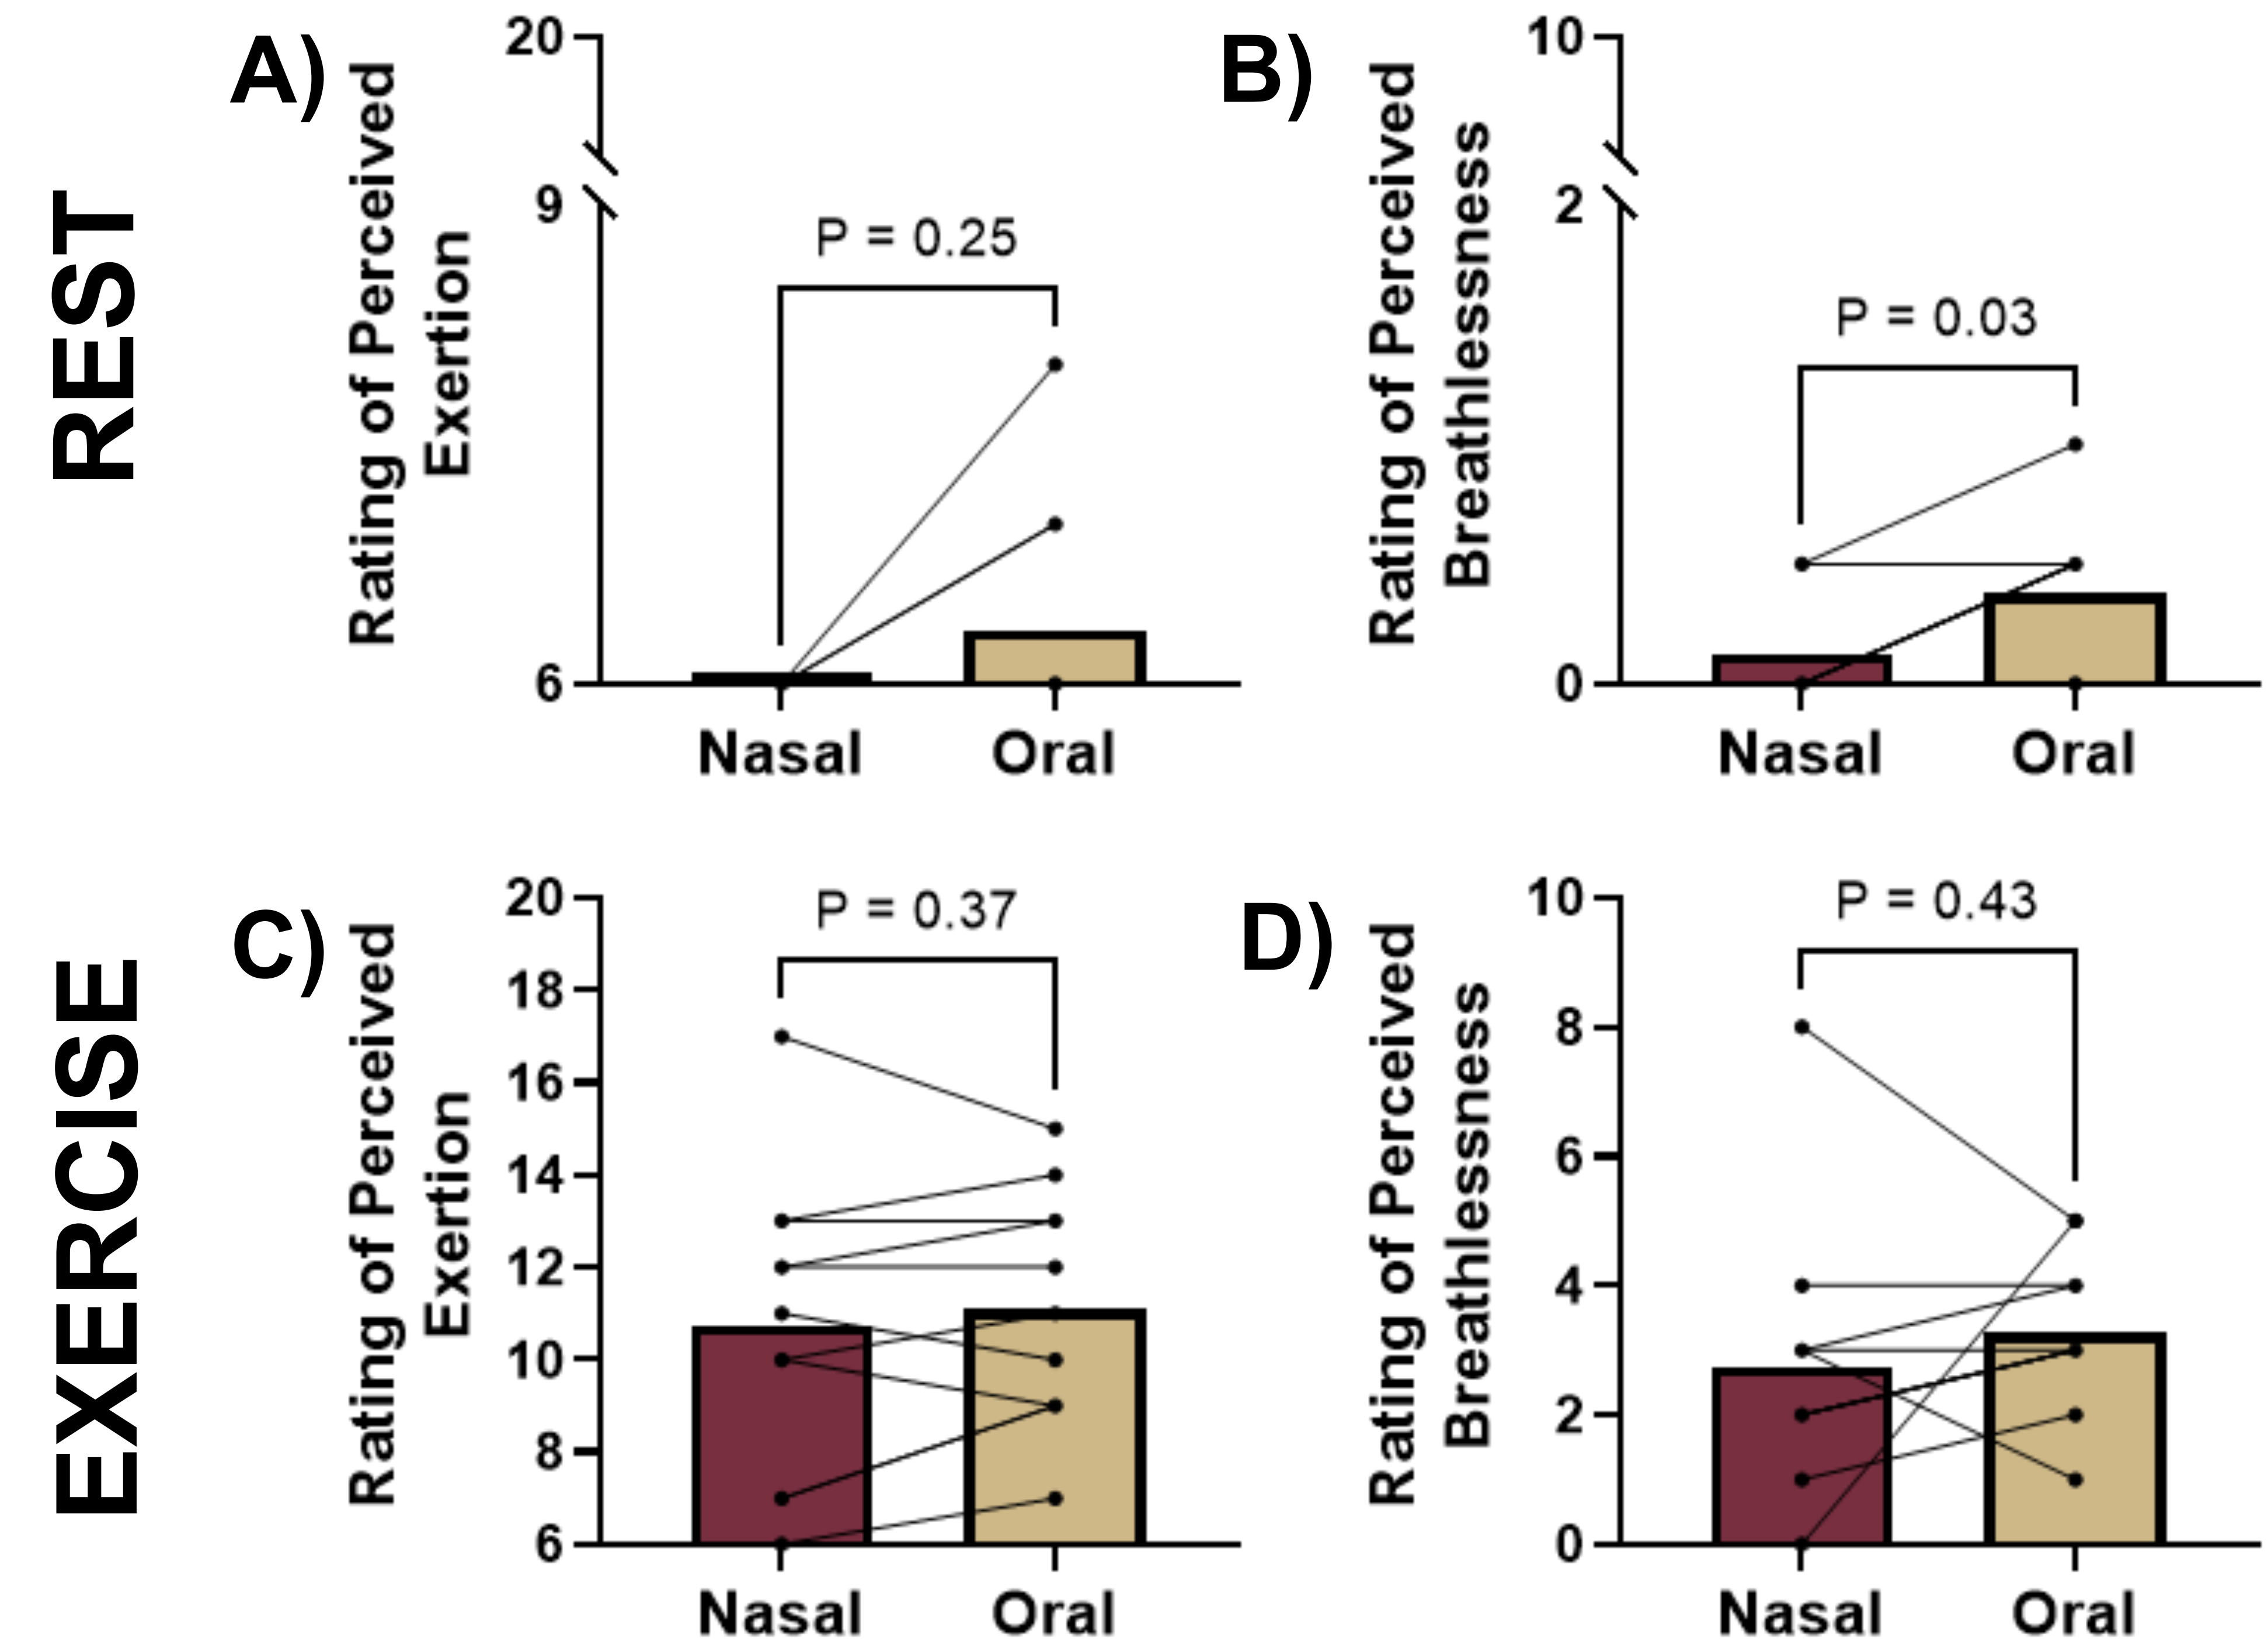 REST
A)
Rating of Perceived
Exertion
20
9
6
P = 0.25
Nasal Oral
B)
Rating of Perceived
Breathlessness
10
2
0
P = 0.03
Nasal Oral
EXERCISE
C)
Rating of Perceived
Exertion
20
18
16
14
12
10
8
6
P = 0.37
Nasal Oral
D)
Rating of Perceived
Breathlessness
10
8
6
4
2
0
P = 0.43
Nasal Oral